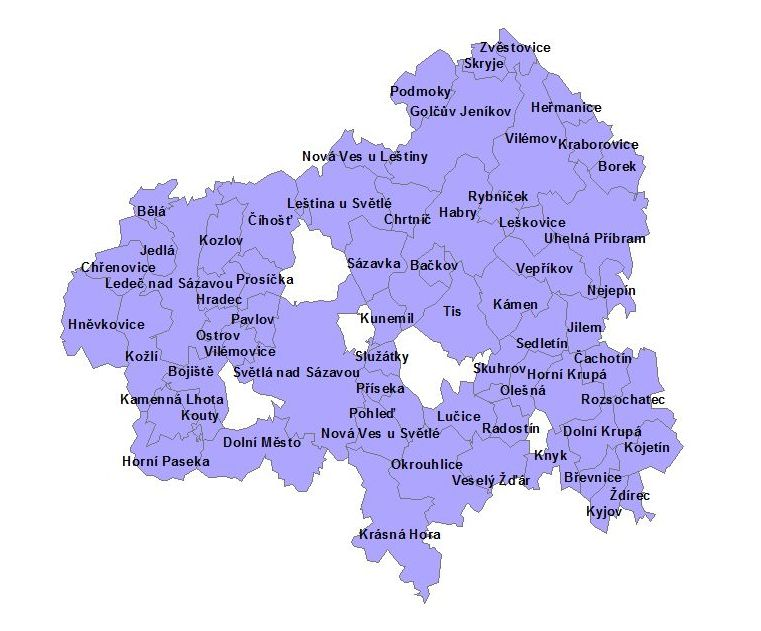 Zvěstovice
Skryje
Podmoky
Golčův Jeníkov
Heřmanice
Vilémov
Kraborovice
Nová Ves u Leštiny
Borek
Rybníček
Leština u Světlé
Habry
Bělá
Číhošť
Chrtníč
Leškovice
Kozlov
Uhelná Příbram
Jedlá
Chřenovice
Sázavka
Bačkov
Vepříkov
Ledeč nad Sázavou
Prosíčka
Nejepín
Hradec
Kámen
Tis
Pavlov
Kunemil
Hněvkovice
Jilem
Ostrov
Sedletín
Vilémovice
Kožlí
Služátky
Čachotín
Bojiště
Světlá nad Sázavou
Skuhrov
Horní Krupá
Příseka
Olešná
Kamenná Lhota
Rozsochatec
Kouty
Pohleď
Lučice
Radostín
Nová Ves u Světlé
Dolní Krupá
Dolní Město
Kojetín
Knyk
Horní Paseka
Okrouhlice
Veselý Žďár
Břevnice
Ždírec
Kyjov
Krásná Hora